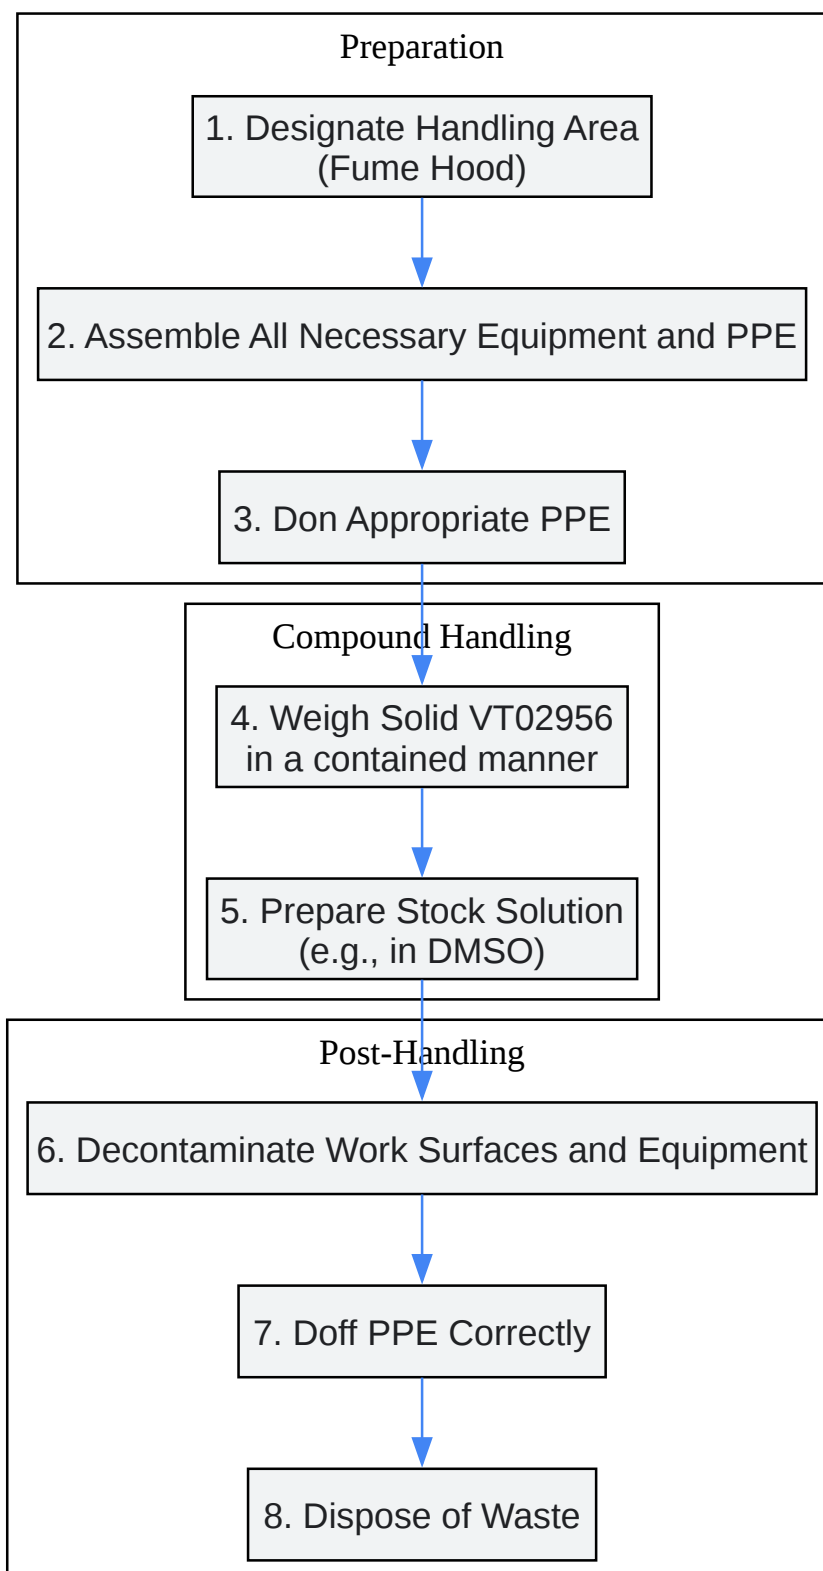 Preparation
1. Designate Handling Area
(Fume Hood)
2. Assemble All Necessary Equipment and PPE
3. Don Appropriate PPE
Compound Handling
4. Weigh Solid VT02956
in a contained manner
5. Prepare Stock Solution
(e.g., in DMSO)
Post-Handling
6. Decontaminate Work Surfaces and Equipment
7. Doff PPE Correctly
8. Dispose of Waste